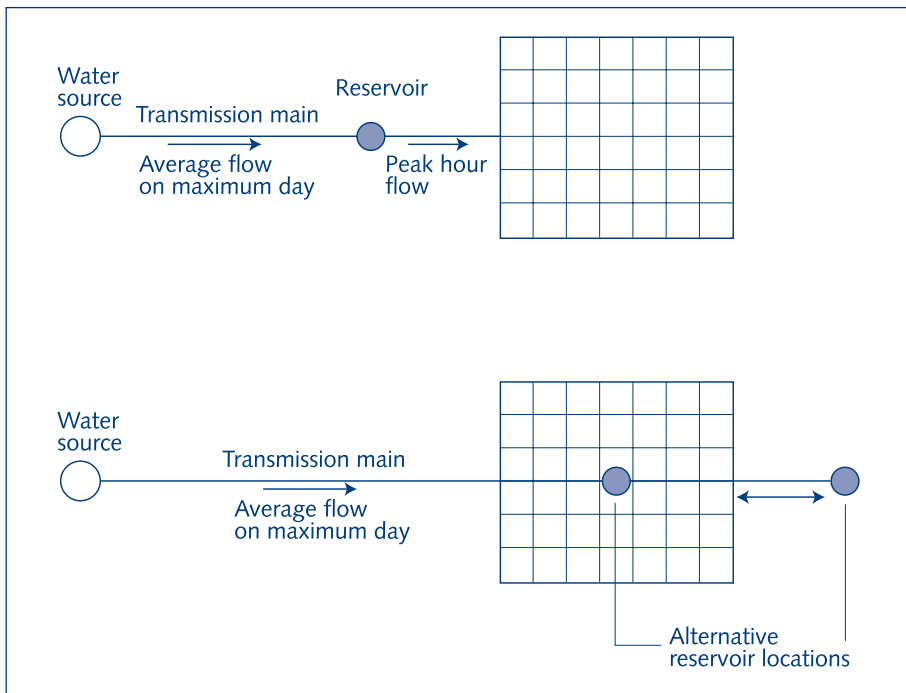 Water
source
Transmission main
Reservoir
Average flow
on maximum day
Peak hour
flow
Water
source
Transmission main
Average flow
on maximum day
Alternative
reservoir locations